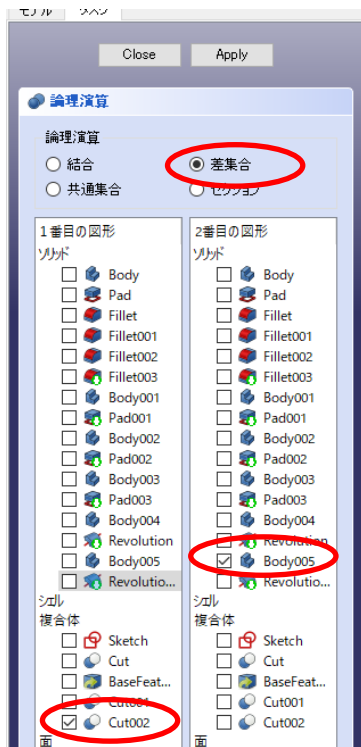 モデル タスク
Close Apply
論理演算
論理演算
結合 差集合
共通集合 セクション
1番目の図形
ソリッド
Body
Pad
Fillet
Fillet001
Fillet002
Fillet003
Body001
Pad001
Body002
Pad002
Body003
Pad003
Body004
Revolution
Body005
Revolutio...
シェル
複合体
Sketch
Cut
BaseFeat...
Cut001
Cut002
面
2番目の図形
ソリッド
Body
Pad
Fillet
Fillet001
Fillet002
Fillet003
Body001
Pad001
Body002
Pad002
Body003
Pad003
Body004
Revolution
Body005
Revolutio...
シェル
複合体
Sketch
Cut
BaseFeat...
Cut001
Cut002
面